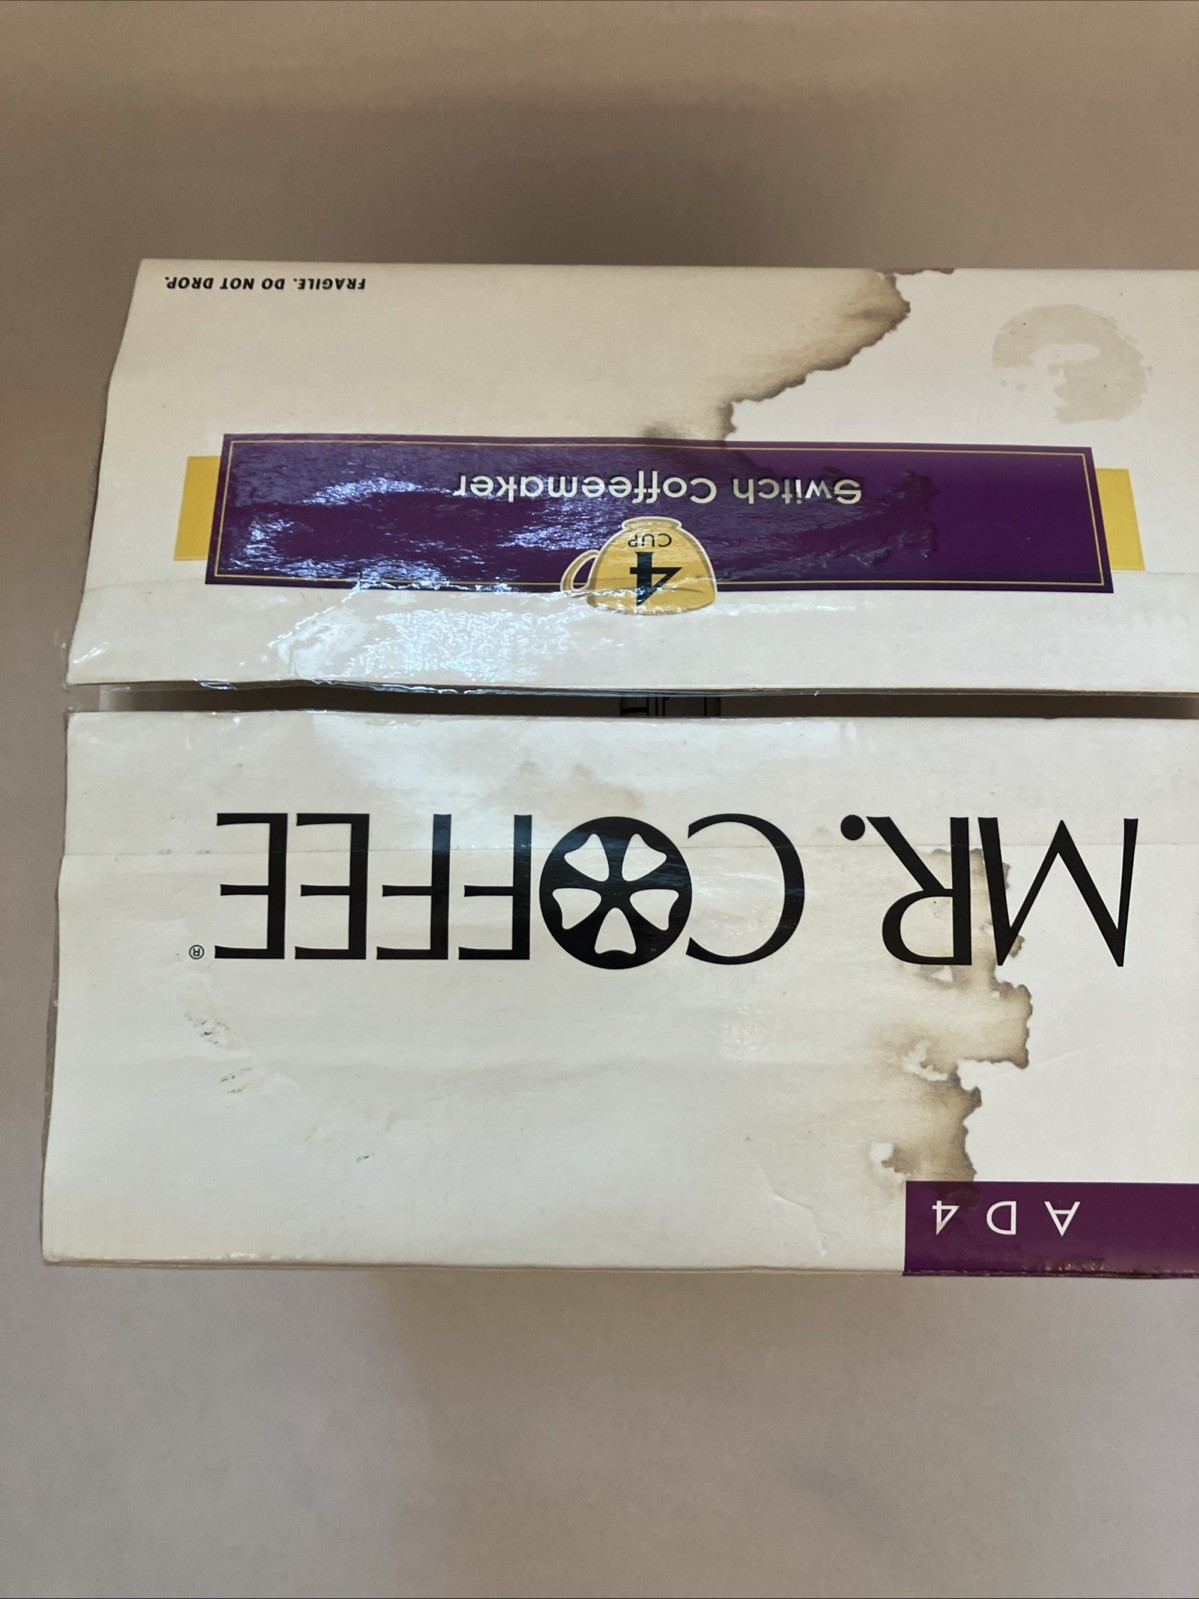 AD4
MR. COFFEE®
4
CUP
Switch Coffeemaker
FRAGILE. DO NOT DROP.